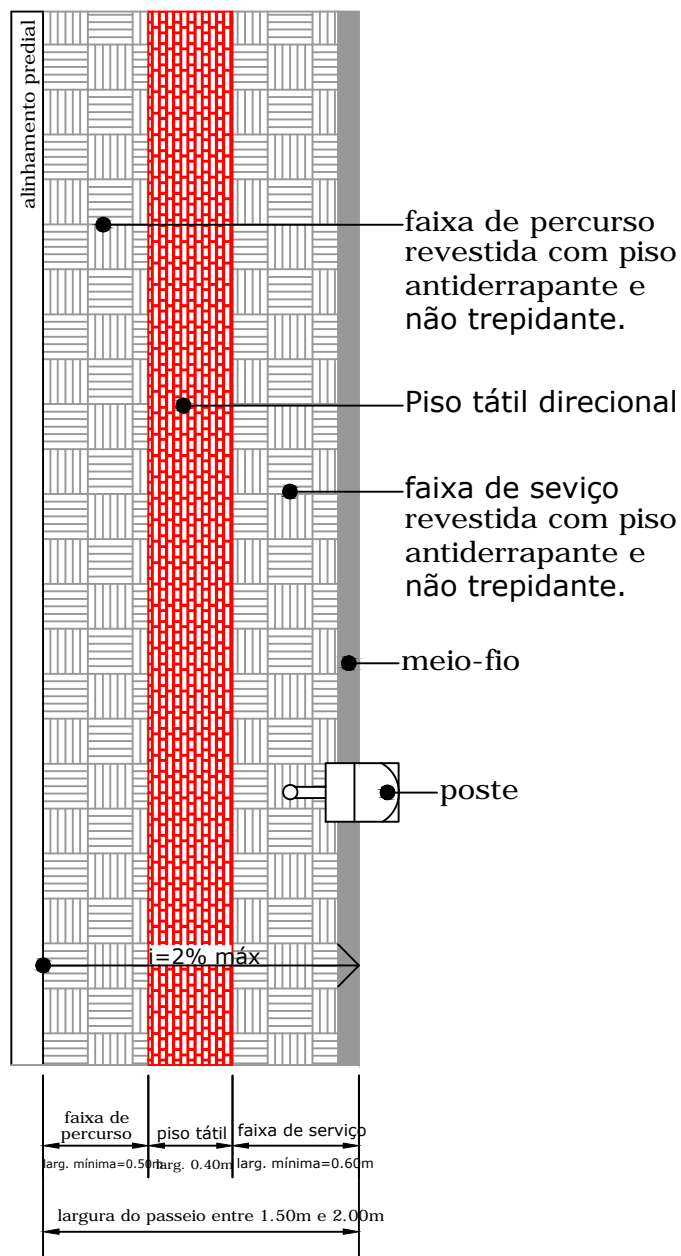 alinhamento predial
faixa de percurso
revestida com piso
antiderrapante e
não trepidante.
Piso tátil direcional
faixa de seviço
revestida com piso
antiderrapante e
não trepidante.
meio-fio
poste
i=2% máx
faixa de
percurso
piso tátil
faixa de serviço
larg. mínima=0.50m
larg. 0.40m
larg. mínima=0.60m
largura do passeio entre 1.50m e 2.00m